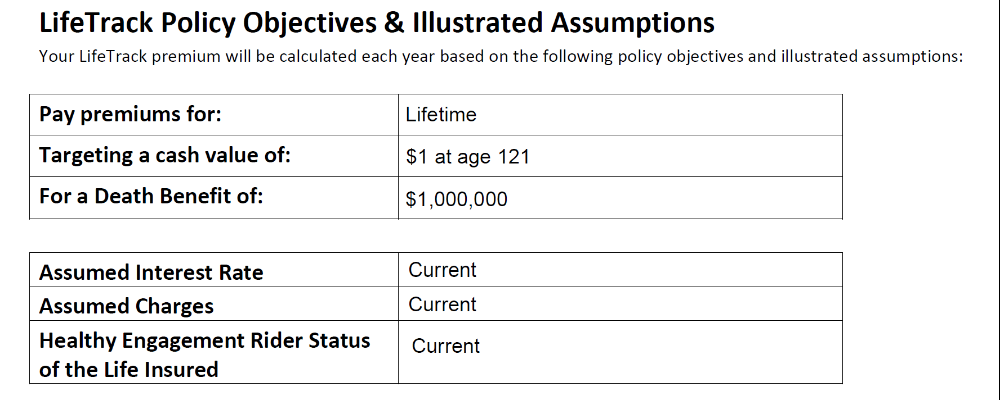 LifeTrack Policy Objectives & Illustrated Assumptions
Your LifeTrack premium will be calculated each year based on the following policy objectives and illustrated assumptions:
Pay premiums for: Lifetime
Targeting a cash value of: $1 at age 121
For a Death Benefit of: $1,000,000
Assumed Interest Rate Current
Assumed Charges Current
Healthy Engagement Rider Status Current
of the Life Insured